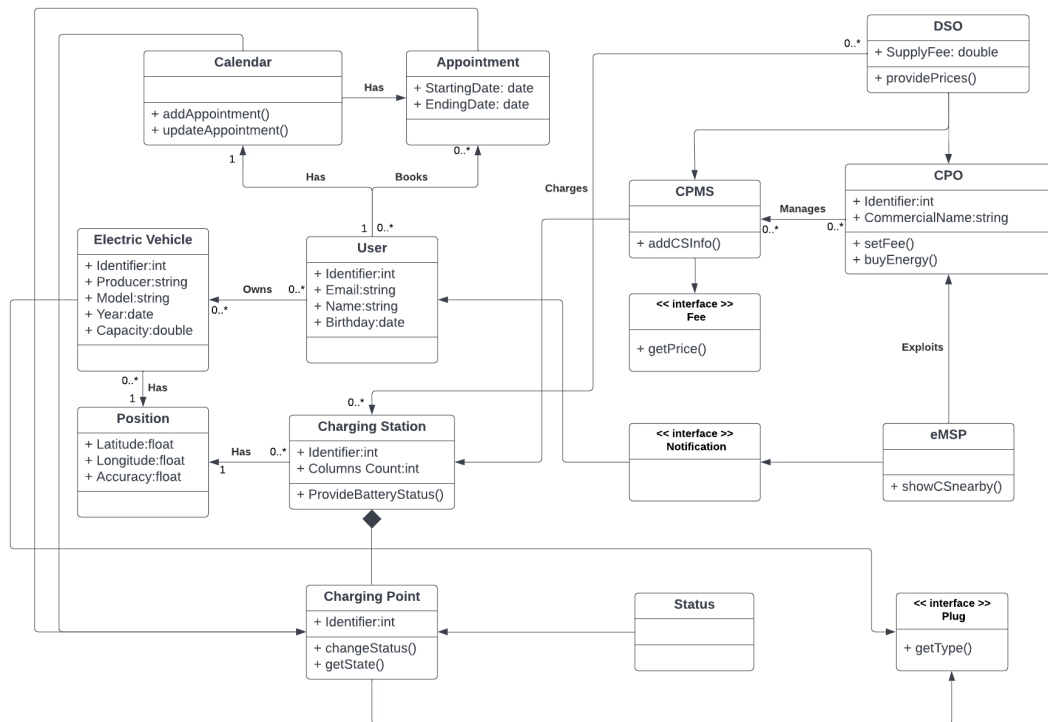 DSO
+ SupplyFee: double
+ providePrices()
0..*
Calendar
+ addAppointment()
+ updateAppointment()
Has
Appointment
+ StartingDate: date
+ EndingDate: date
1
0..*
Has
Books
1
0..*
Charges
CPMS
+ addCSInfo()
Manages
0..*
0..*
CPO
+ Identifier:int
+ CommercialName:string
+ setFee()
+ buyEnergy()
Electric Vehicle
+ Identifier:int
+ Producer:string
+ Model:string
+ Year:date
+ Capacity:double
Owns
0..*
0..*
User
+ Identifier:int
+ Email:string
+ Name:string
+ Birthday:date
<< interface >>
Fee
+ getPrice()
Exploits
0..*
Has
1
0..*
Position
+ Latitude:float
+ Longitude:float
+ Accuracy:float
Has
0..*
1
Charging Station
+ Identifier:int
+ Columns Count:int
+ ProvideBatteryStatus()
<< interface >>
Notification
eMSP
+ showCSnearby()
Charging Point
+ Identifier:int
+ changeStatus()
+ getState()
Status
<< interface >>
Plug
+ getType()